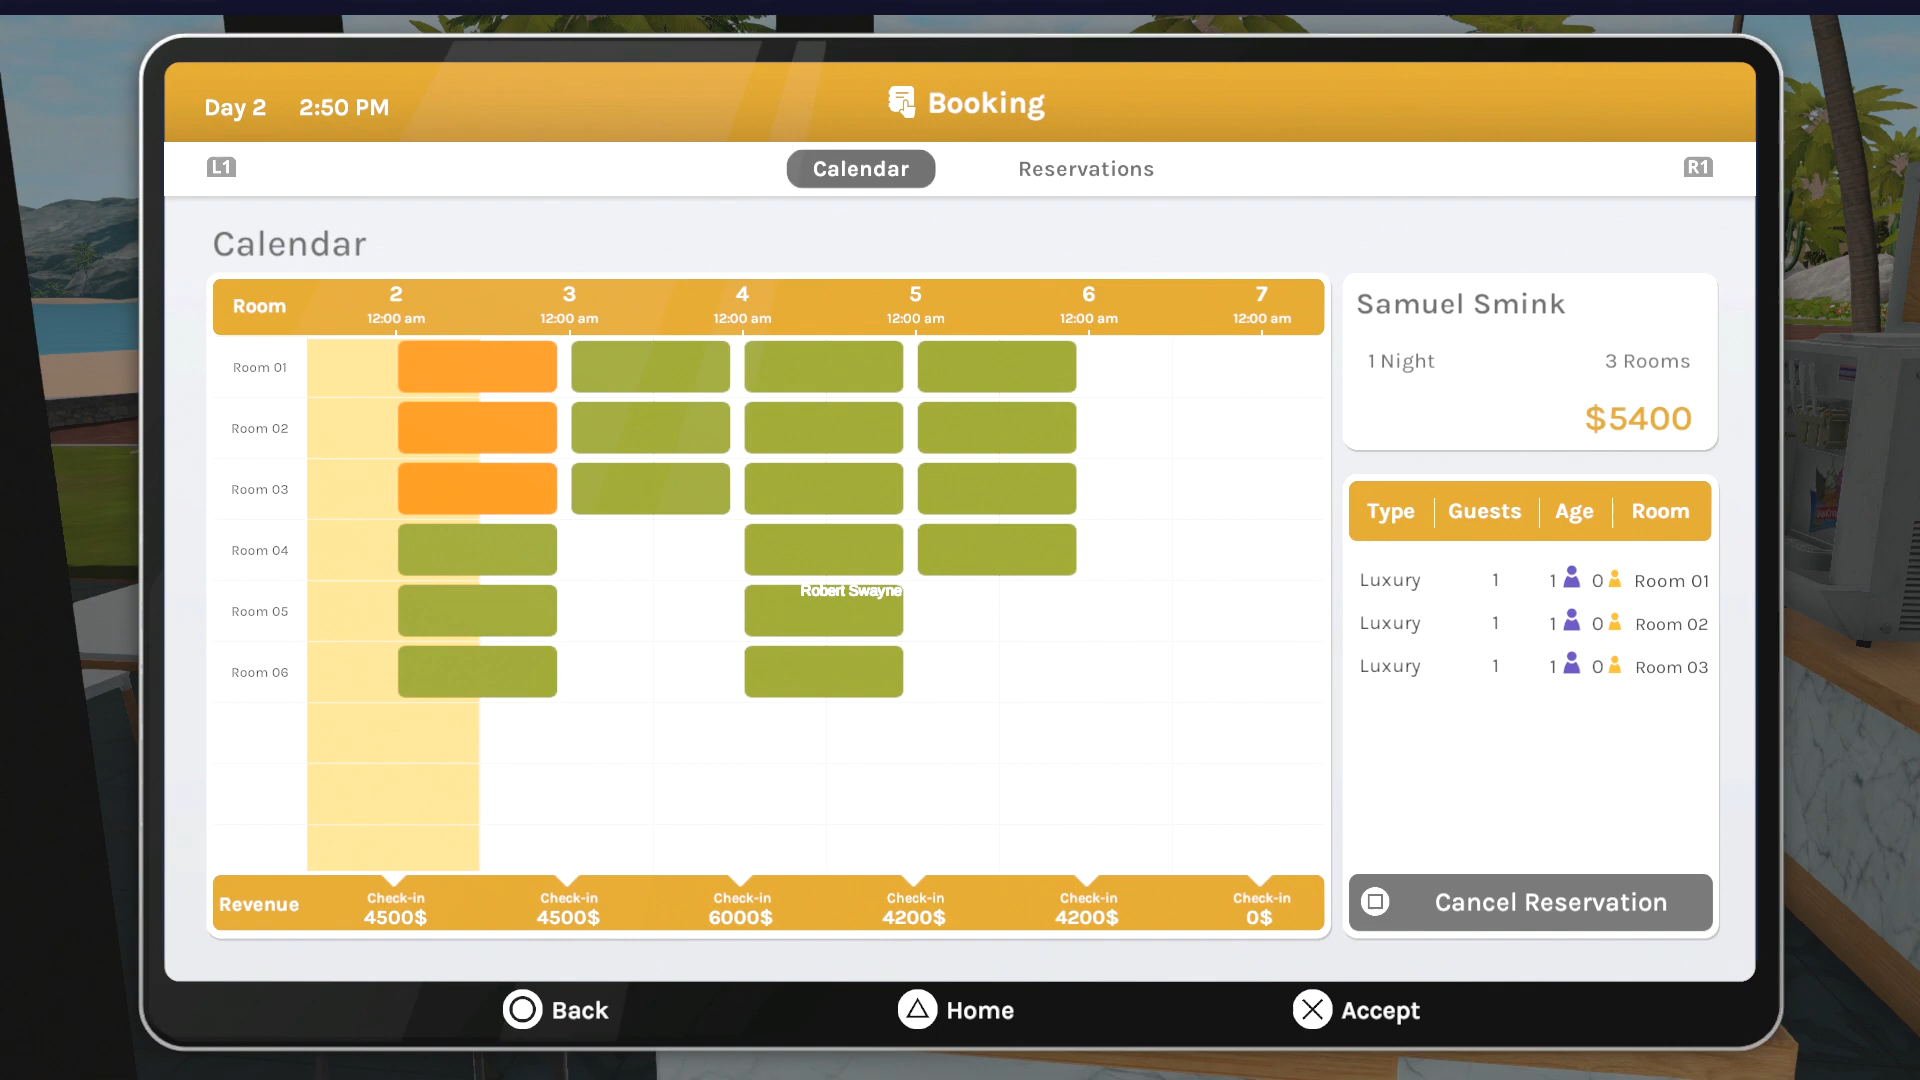 Day 2 2:50 PM Booking
L1 Calendar Reservations R1
Calendar
Room 2 3 4 5 6 7
12:00 am 12:00 am 12:00 am 12:00 am 12:00 am 12:00 am
Room 01
Room 02
Room 03
Room 04
Robert Swayne
Room 05
Room 06
Revenue
Check-in Check-in Check-in Check-in Check-in Check-in
4500$ 4500$ 6000$ 4200$ 4200$ 0$
Samuel Smink
1 Night 3 Rooms
$5400
Type Guests Age Room
Luxury 1 1 0 Room 01
Luxury 1 1 0 Room 02
Luxury 1 1 0 Room 03
Cancel Reservation
Back Home Accept